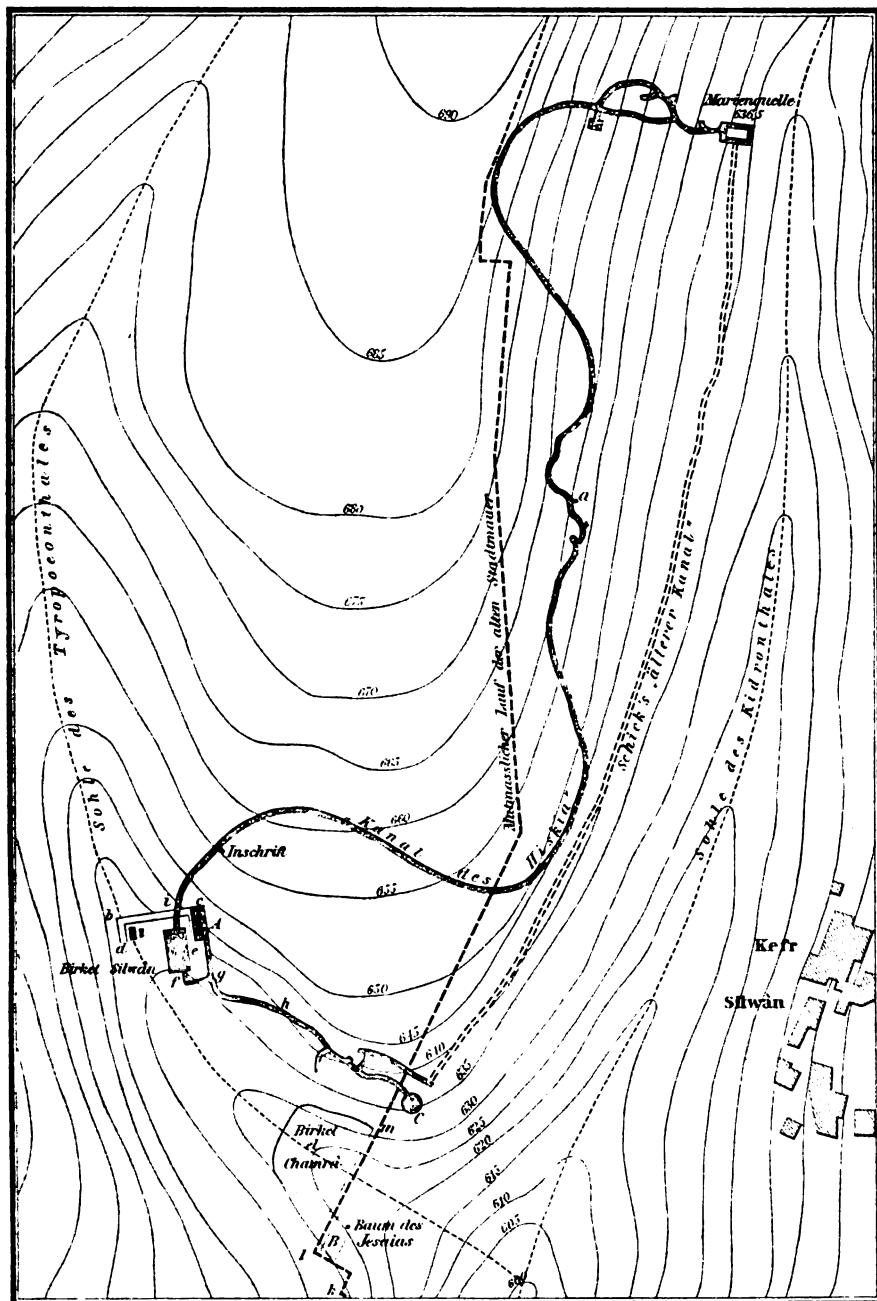 Marienquelle
636,5
690
685
680
675
670
665
660
655
650
645
640
635
630
625
620
615
610
605
600
Sohle des Tyropoeonthales
Mutmasslicher Lauf der alten Stadtmauer
Schick's „älterer Kanal"
Sohle des Kidronthales
a
„Kanal des Hiskia"
Inschrift
i
c
b
A
d
e
Birket Silwân
f
g
h
Kefr
Silwân
C
m
Birket
el
Chamrâ
Baum des
Jesaias
B
l
k